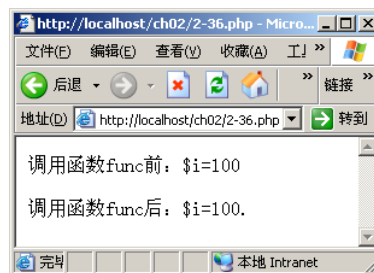 http://localhost/ch02/2-36.php - Micro...
文件(F) 编辑(E) 查看(V) 收藏(A) 工 »
后退 » 链接 »
地址(D) http://localhost/ch02/2-36.php 转到
调用函数func前：$i=100
调用函数func后：$i=100.
完 本地 Intranet